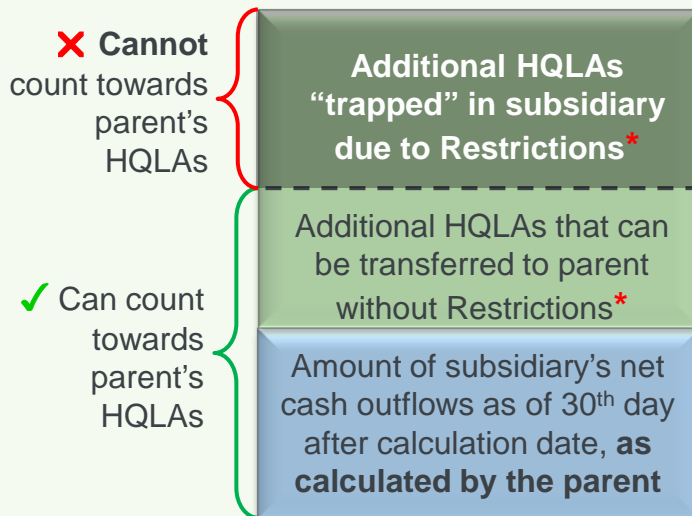 ❌ Cannot
count towards
parent's
HQLAs
Additional HQLAs
“trapped” in subsidiary
due to Restrictions*
Additional HQLAs that can
be transferred to parent
without Restrictions*
✓ Can count
towards
parent's
HQLAs
Amount of subsidiary's net
cash outflows as of 30th day
after calculation date, as
calculated by the parent